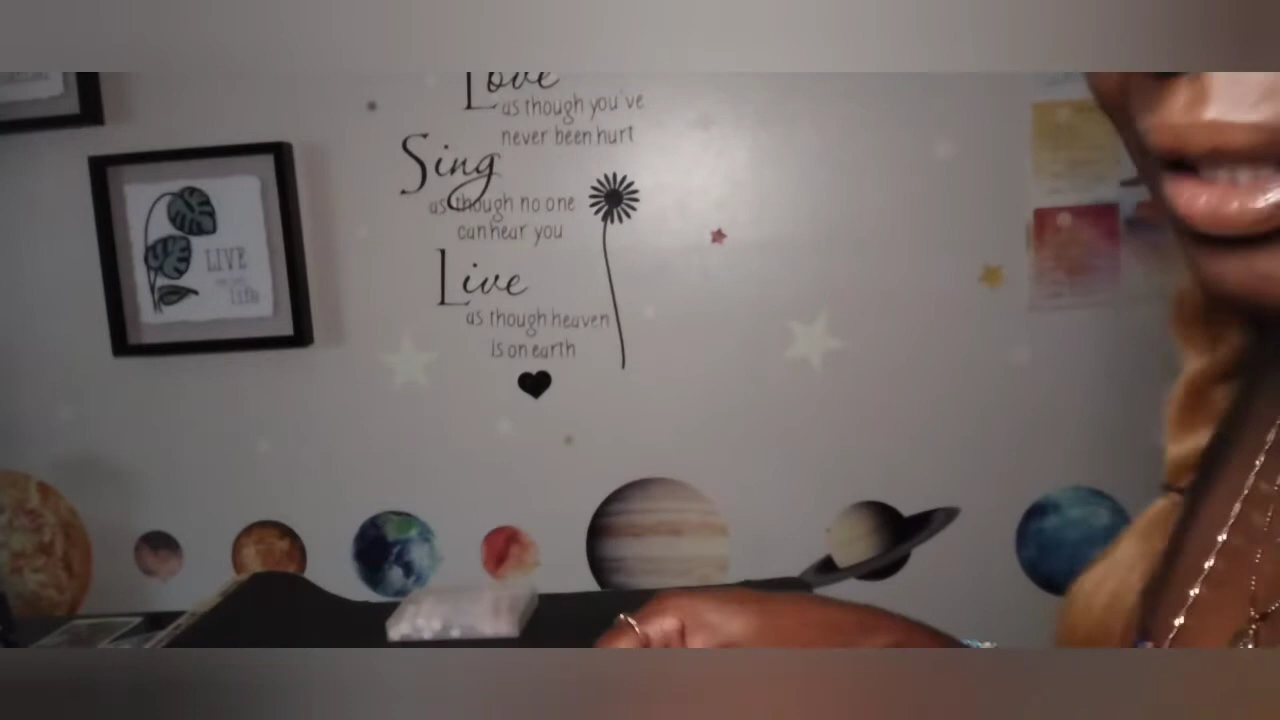 Love
as though you've
never been hurt
Sing
as though no one
can hear you
Live
as though heaven
is on earth
LIVE
life